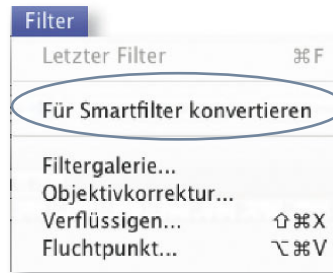 Filter
Letzter Filter ⌘F
Für Smartfilter konvertieren
Filtergalerie...
Objektivkorrektur...
Verflüssigen... ⇧⌘X
Fluchtpunkt... ⌥⌘V